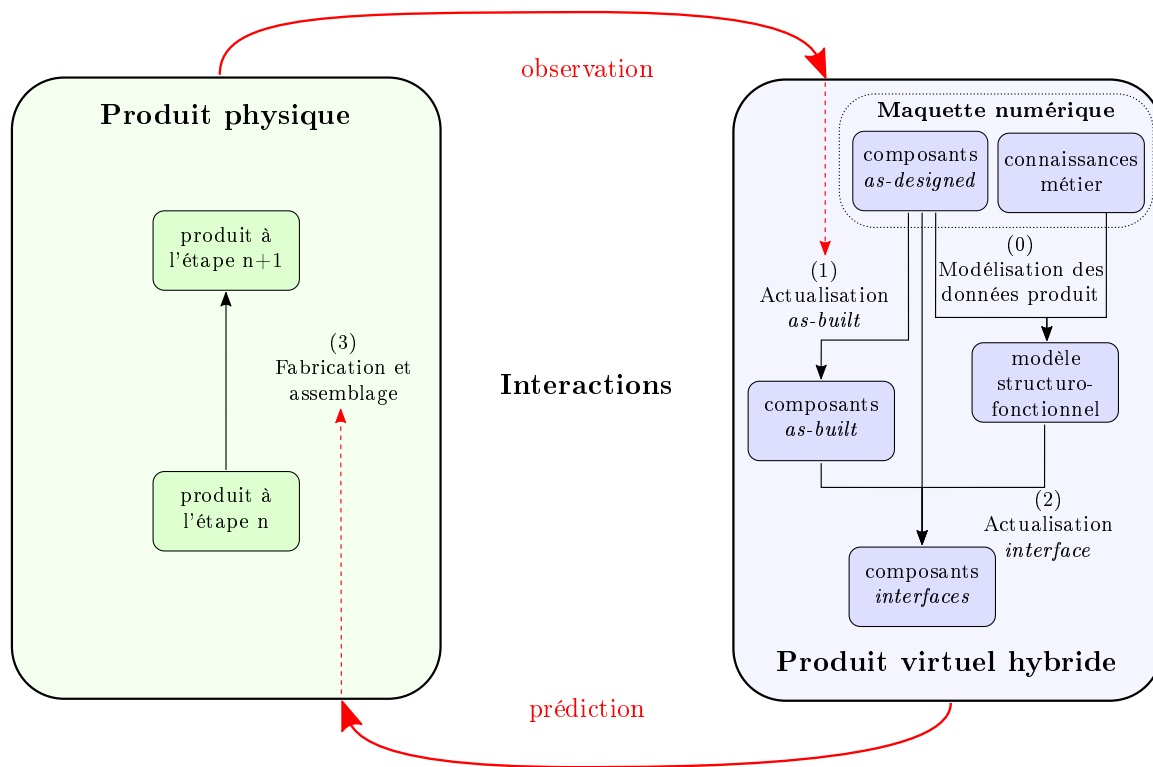 observation
Produit physique
produit à
l'étape n+1
(3)
Fabrication et
assemblage
produit à
l'étape n
Interactions
Maquette numérique
composants
as-designed
connaissances
métier
(0)
Modélisation des
données produit
(1)
Actualisation
as-built
modèle
structuro-
fonctionnel
composants
as-built
(2)
Actualisation
interface
composants
interfaces
Produit virtuel hybride
prédiction